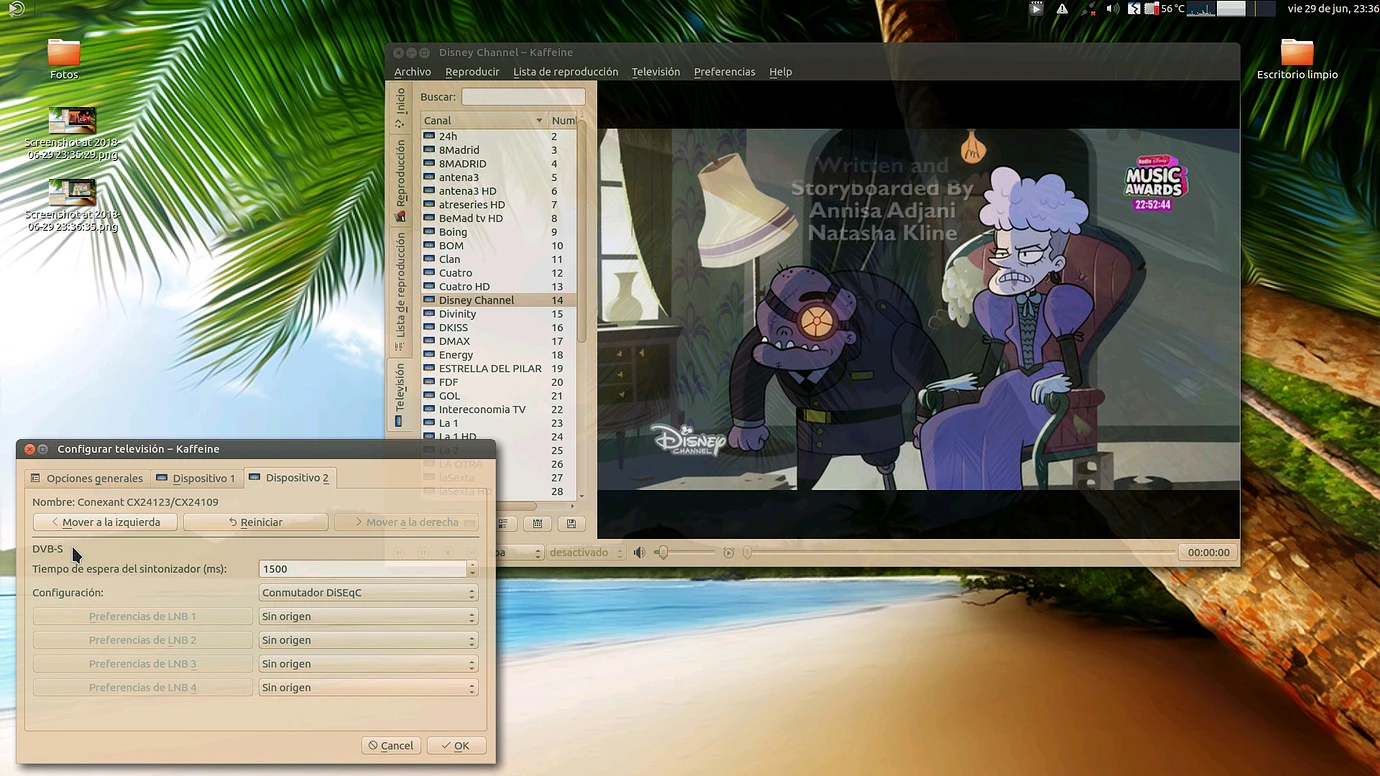 56 °C
vie 29 de jun, 23:36
Fotos
Screenshot at 2018-
06-29 23:35:29.png
Screenshot at 2018-
06-29 23:36:35.png
Escritorio limpio
Disney Channel – Kaffeine
Archivo Reproducir Lista de reproducción Televisión Preferencias Help
Inicio
Reproducción
Lista de reproducción
Televisión
Buscar:
Canal Núm
24h 2
8Madrid 3
8MADRID 4
antena3 5
antena3 HD 6
atreseries HD 7
BeMad tv HD 8
Boing 9
BOM 10
Clan 11
Cuatro 12
Cuatro HD 13
Disney Channel 14
Divinity 15
DKISS 16
DMAX 17
Energy 18
ESTRELLA DEL PILAR 19
FDF 20
GOL 21
Intereconomia TV 22
La 1 23
La 1 HD 24
La 2 25
LA OTRA 26
laSexta 27
laSexta HD 28
Written and
Storyboarded By
Annisa Adjani
Natasha Kline
Radio Disney
MUSIC
AWARDS
22:52:44
Disney
CHANNEL
desactivado
00:00:00
Configurar televisión – Kaffeine
Opciones generales Dispositivo 1 Dispositivo 2
Nombre: Conexant CX24123/CX24109
Mover a la izquierda Reiniciar Mover a la derecha
DVB-S
Tiempo de espera del sintonizador (ms): 1500
Configuración: Conmutador DiSEqC
Preferencias de LNB 1 Sin origen
Preferencias de LNB 2 Sin origen
Preferencias de LNB 3 Sin origen
Preferencias de LNB 4 Sin origen
Cancel OK